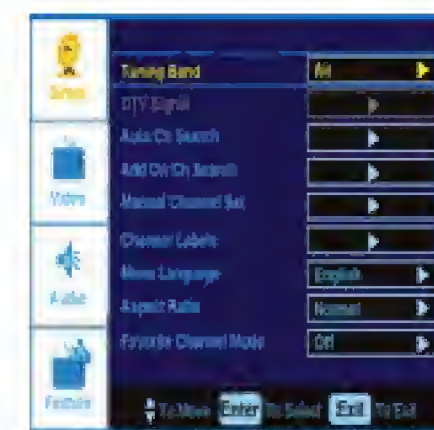 Tuning Band Air
Screen
DTV Signal
Auto Ch Search
Add On Ch Search
Video
Manual Channel Set
Channel Labels
Menu Language English
Audio
Aspect Ratio Normal
Favorite Channel Mode Off
Feature
To Move Enter To Select Exit To Exit